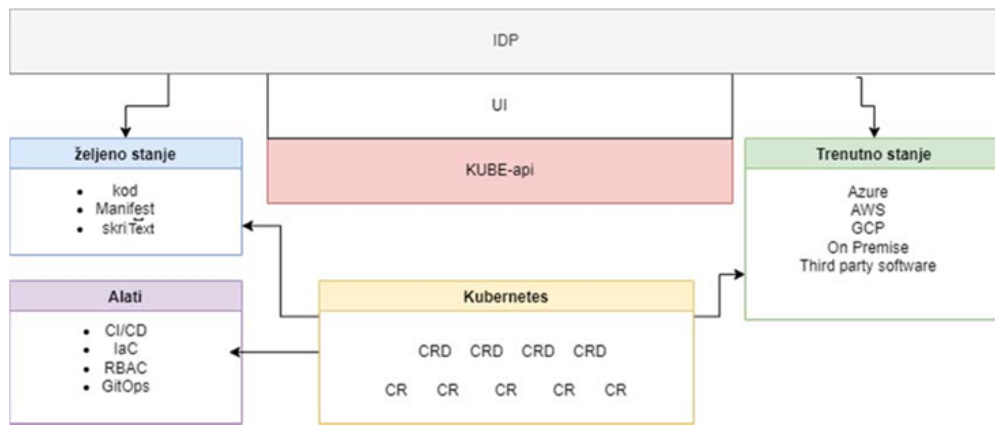 IDP
UI
KUBE-api
željeno stanje
kod
Manifest
skriText
Trenutno stanje
Azure
AWS
GCP
On Premise
Third party software
Alati
CI/CD
IaC
RBAC
GitOps
Kubernetes
CRD CRD CRD CRD
CR CR CR CR CR